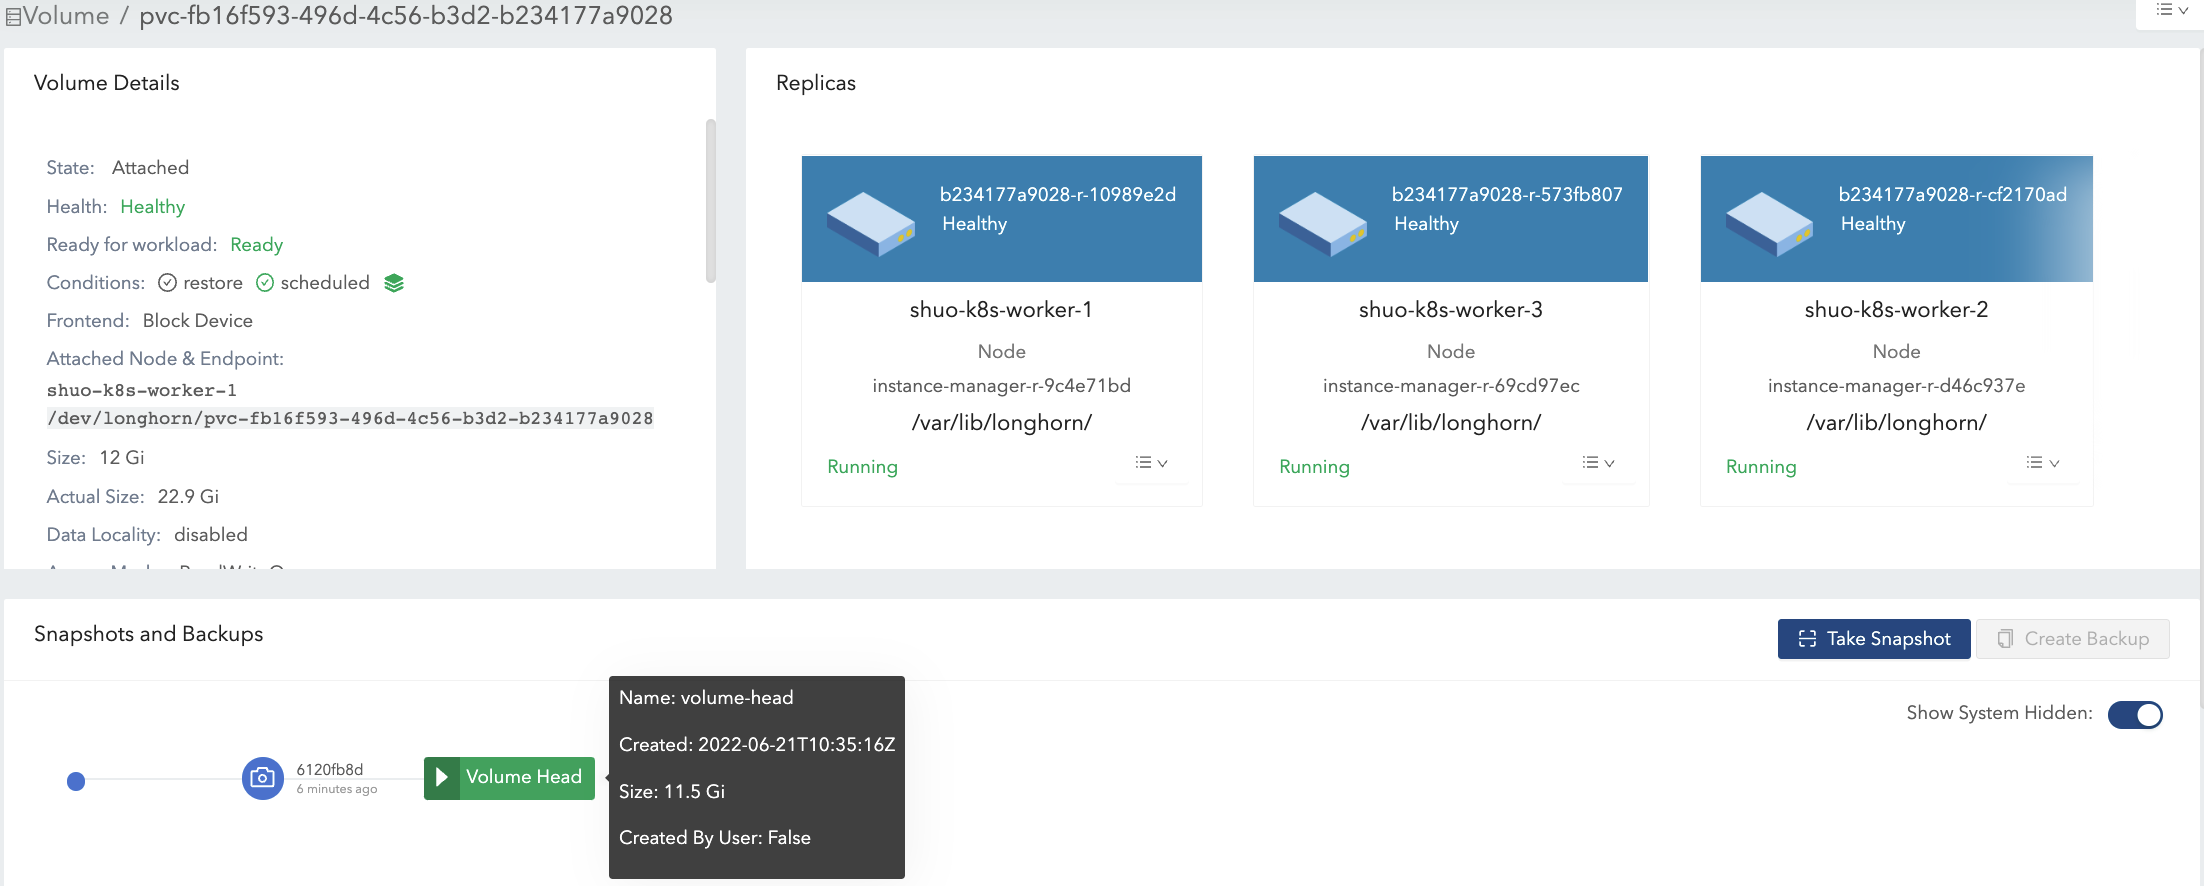 Volume / pvc-fb16f593-496d-4c56-b3d2-b234177a9028
Volume Details
State: Attached
Health: Healthy
Ready for workload: Ready
Conditions: restore scheduled
Frontend: Block Device
Attached Node & Endpoint:
shuo-k8s-worker-1
/dev/longhorn/pvc-fb16f593-496d-4c56-b3d2-b234177a9028
Size: 12 Gi
Actual Size: 22.9 Gi
Data Locality: disabled
Replicas
b234177a9028-r-10989e2d
Healthy
shuo-k8s-worker-1
Node
instance-manager-r-9c4e71bd
/var/lib/longhorn/
Running
b234177a9028-r-573fb807
Healthy
shuo-k8s-worker-3
Node
instance-manager-r-69cd97ec
/var/lib/longhorn/
Running
b234177a9028-r-cf2170ad
Healthy
shuo-k8s-worker-2
Node
instance-manager-r-d46c937e
/var/lib/longhorn/
Running
Snapshots and Backups
Take Snapshot
Create Backup
Show System Hidden:
6120fb8d
6 minutes ago
Volume Head
Name: volume-head
Created: 2022-06-21T10:35:16Z
Size: 11.5 Gi
Created By User: False